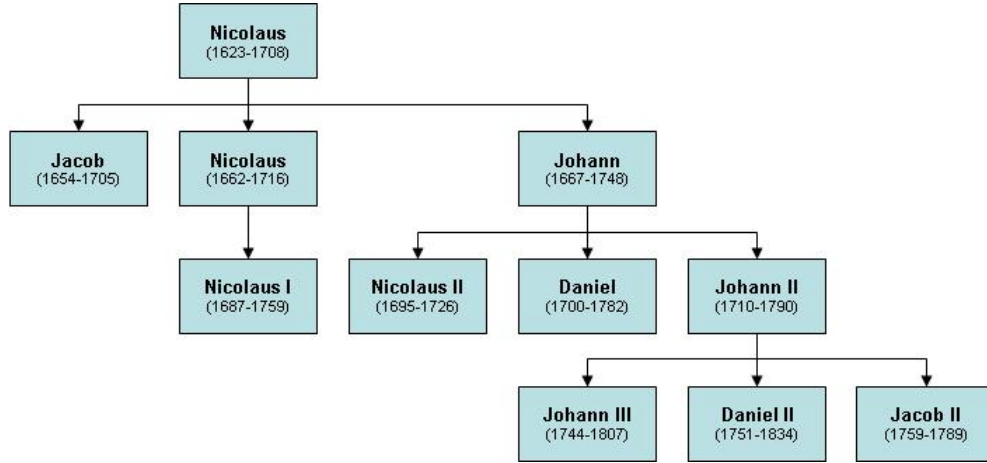 Nicolaus
(1623-1708)
Jacob
(1654-1705)
Nicolaus
(1662-1716)
Johann
(1667-1748)
Nicolaus I
(1687-1759)
Nicolaus II
(1695-1726)
Daniel
(1700-1782)
Johann II
(1710-1790)
Johann III
(1744-1807)
Daniel II
(1751-1834)
Jacob II
(1759-1789)